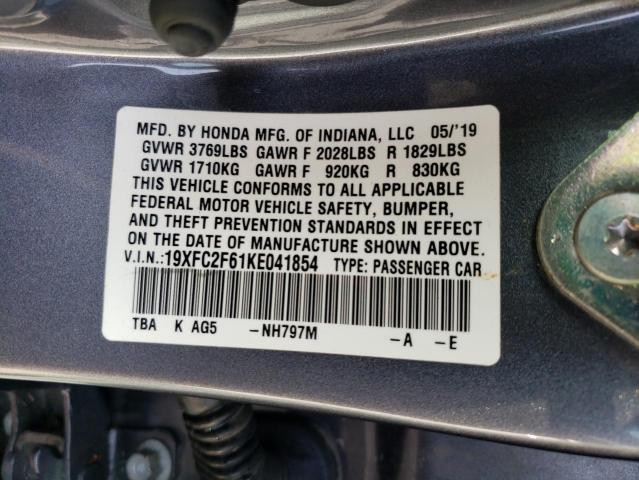 MFD. BY HONDA MFG. OF INDIANA, LLC 05/'19
GVWR 3769LBS GAWR F 2028LBS R 1829LBS
GVWR 1710KG GAWR F 920KG R 830KG
THIS VEHICLE CONFORMS TO ALL APPLICABLE
FEDERAL MOTOR VEHICLE SAFETY, BUMPER,
AND THEFT PREVENTION STANDARDS IN EFFECT
ON THE DATE OF MANUFACTURE SHOWN ABOVE.
V.I.N.:19XFC2F61KE041854 TYPE: PASSENGER CAR
TBA K AG5 -NH797M -A -E